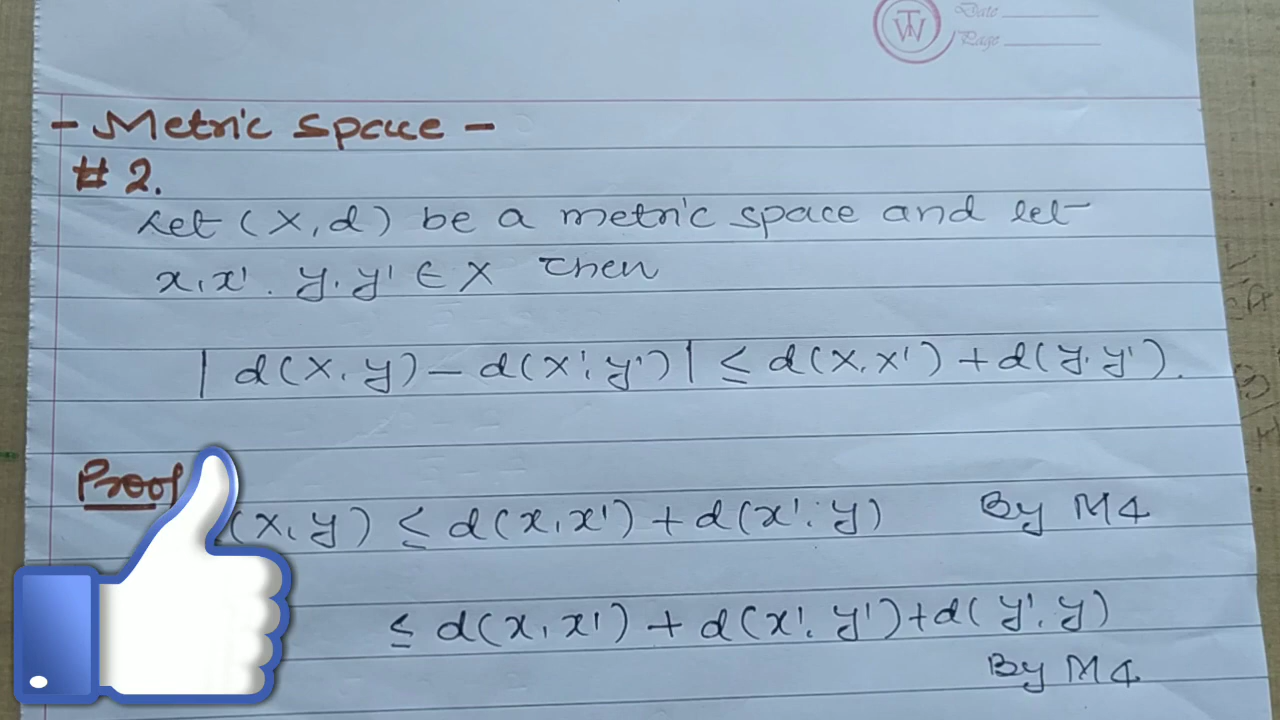 Date
Page
- Metric space -
# 2.
Let (X, d) be a metric space and let
x, x'. y, y' ∈ X Then
| d(x, y) - d(x', y') | ≤ d(x, x') + d(y, y').
Proof
(x, y) ≤ d(x, x') + d(x', y) By M4
≤ d(x, x') + d(x', y') + d(y', y)
By M4